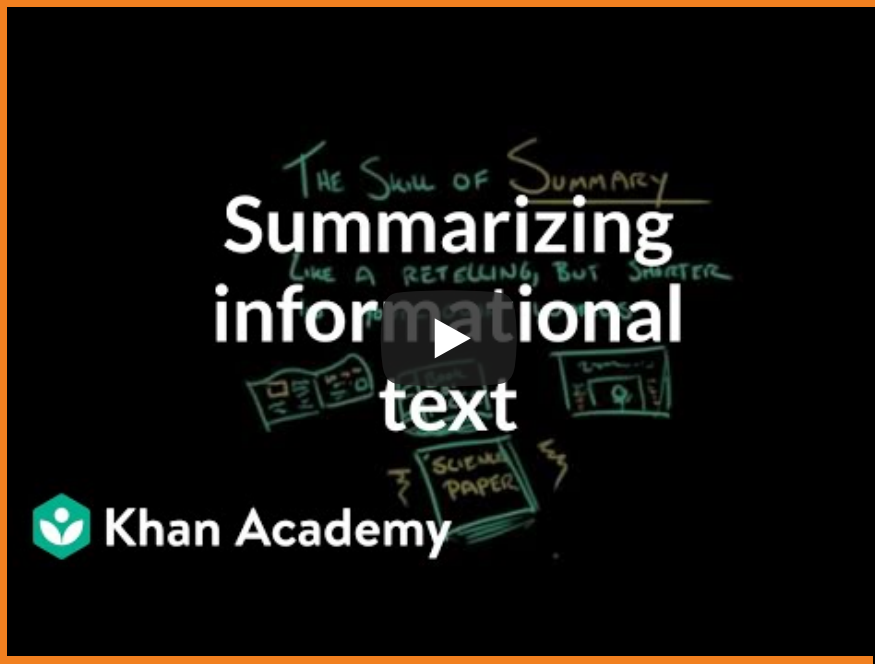 THE SKILL OF SUMMARY
Summarizing
LIKE A RETELLING, BUT SHORTER
informational
text
SCIENCE
PAPER
Khan Academy